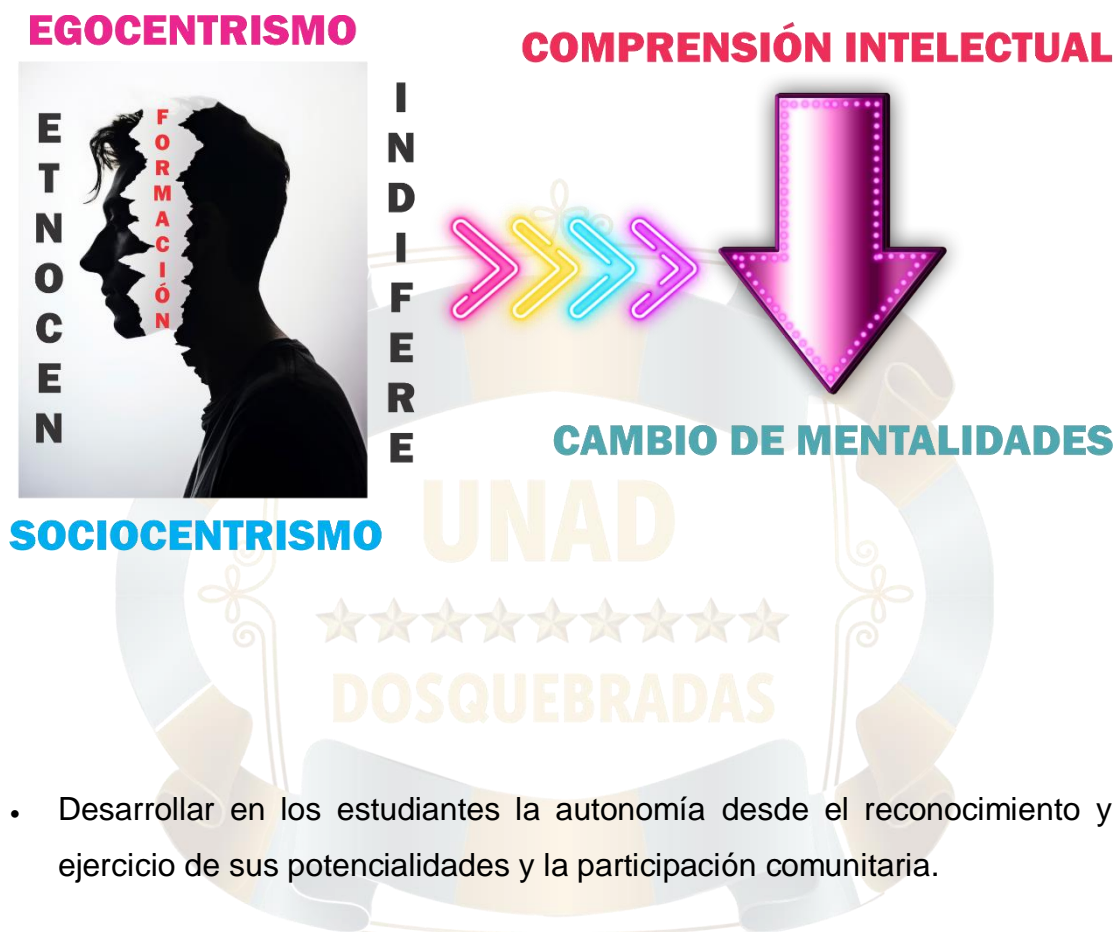 EGOCENTRISMO
COMPRENSIÓN INTELECTUAL
ETNOCEN
FORMACIÓN
INDIFERE
CAMBIO DE MENTALIDADES
SOCIOCENTRISMO
UNAD
DOSQUEBRADAS
• Desarrollar en los estudiantes la autonomía desde el reconocimiento y
ejercicio de sus potencialidades y la participación comunitaria.